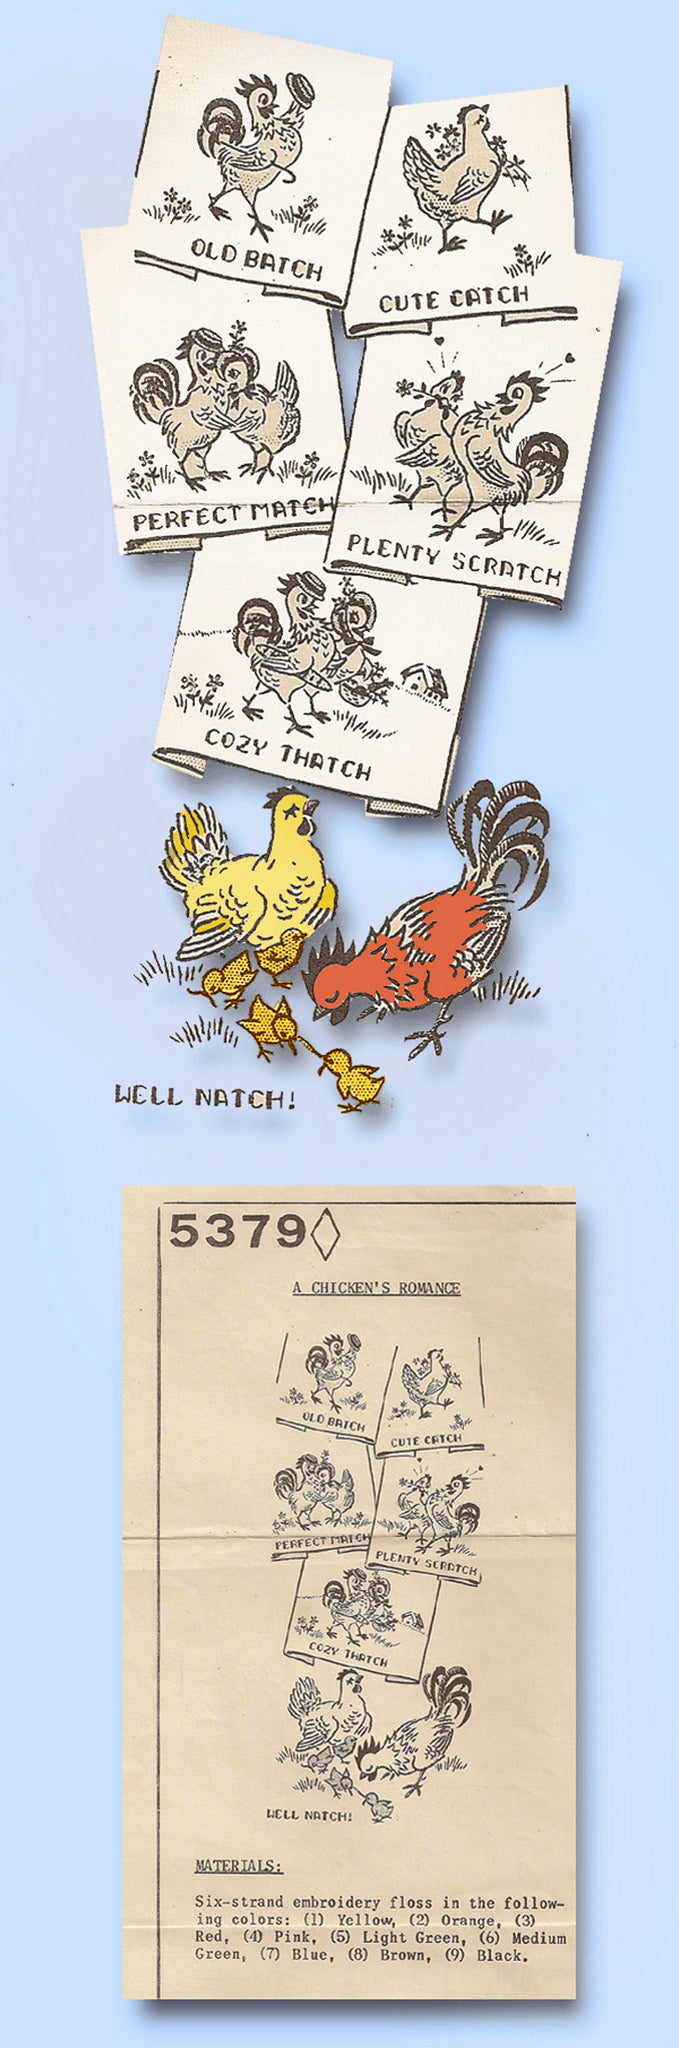 OLD BATCH
CUTE CATCH
PERFECT MATCH
PLENTY SCRATCH
COZY THATCH
WELL NATCH!
5379
A CHICKEN'S ROMANCE
OLD BATCH
CUTE CATCH
PERFECT MATCH
PLENTY SCRATCH
COZY THATCH
WELL NATCH!
MATERIALS:
Six-strand embroidery floss in the follow-
ing colors: (1) Yellow, (2) Orange, (3)
Red, (4) Pink, (5) Light Green, (6) Medium
Green, (7) Blue, (8) Brown, (9) Black.